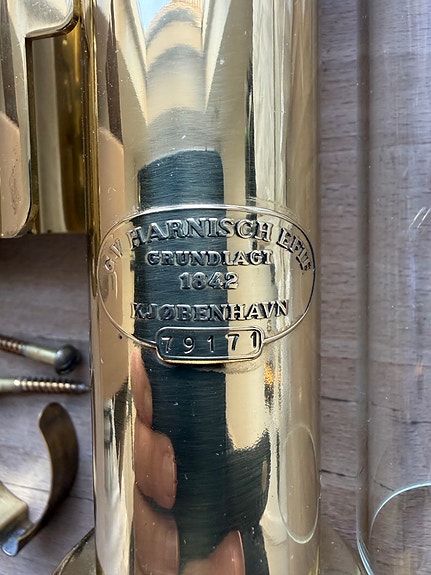 C.V. HARNISCH EFTF
GRUNDLAGT
1842
KJØBENHAVN
79171